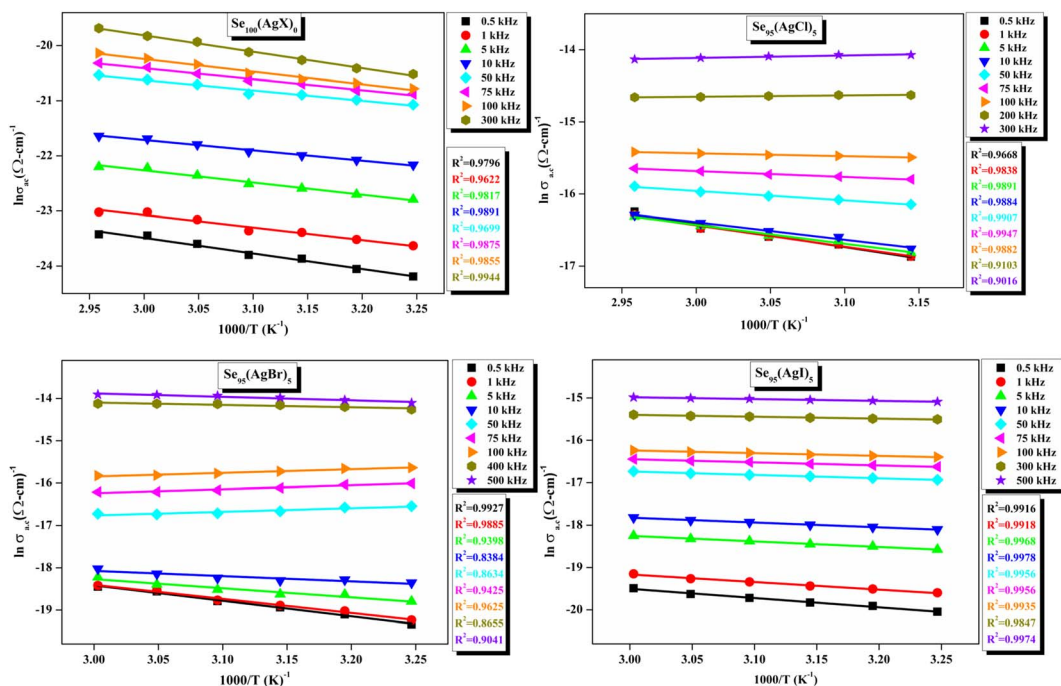 Se100(AgX)0
-20
-21
-22
-23
-24
ln σac(Ω-cm)-1
2.95 3.00 3.05 3.10 3.15 3.20 3.25
1000/T (K)-1
0.5 kHz
1 kHz
5 kHz
10 kHz
50 kHz
75 kHz
100 kHz
300 kHz
R2=0.9796
R2=0.9622
R2=0.9817
R2=0.9891
R2=0.9699
R2=0.9875
R2=0.9855
R2=0.9944
Se95(AgCl)5
-14
-15
-16
-17
ln σ a.c(Ω-cm)-1
2.95 3.00 3.05 3.10 3.15
1000/T (K)-1
0.5 kHz
1 kHz
5 kHz
10 kHz
50 kHz
75 kHz
100 kHz
200 kHz
300 kHz
R2=0.9668
R2=0.9838
R2=0.9891
R2=0.9884
R2=0.9907
R2=0.9947
R2=0.9882
R2=0.9103
R2=0.9016
Se95(AgBr)5
-14
-15
-16
-17
-18
-19
ln σ a.c(Ω-cm)-1
3.00 3.05 3.10 3.15 3.20 3.25
1000/T (K)-1
0.5 kHz
1 kHz
5 kHz
10 kHz
50 kHz
75 kHz
100 kHz
400 kHz
500 kHz
R2=0.9927
R2=0.9885
R2=0.9398
R2=0.8384
R2=0.8634
R2=0.9425
R2=0.9625
R2=0.8655
R2=0.9041
Se95(AgI)5
-15
-16
-17
-18
-19
-20
ln σ a.c(Ω-cm)-1
3.00 3.05 3.10 3.15 3.20 3.25
1000/T (K)-1
0.5 kHz
1 kHz
5 kHz
10 kHz
50 kHz
75 kHz
100 kHz
300 kHz
500 kHz
R2=0.9916
R2=0.9918
R2=0.9968
R2=0.9978
R2=0.9956
R2=0.9956
R2=0.9935
R2=0.9847
R2=0.9974